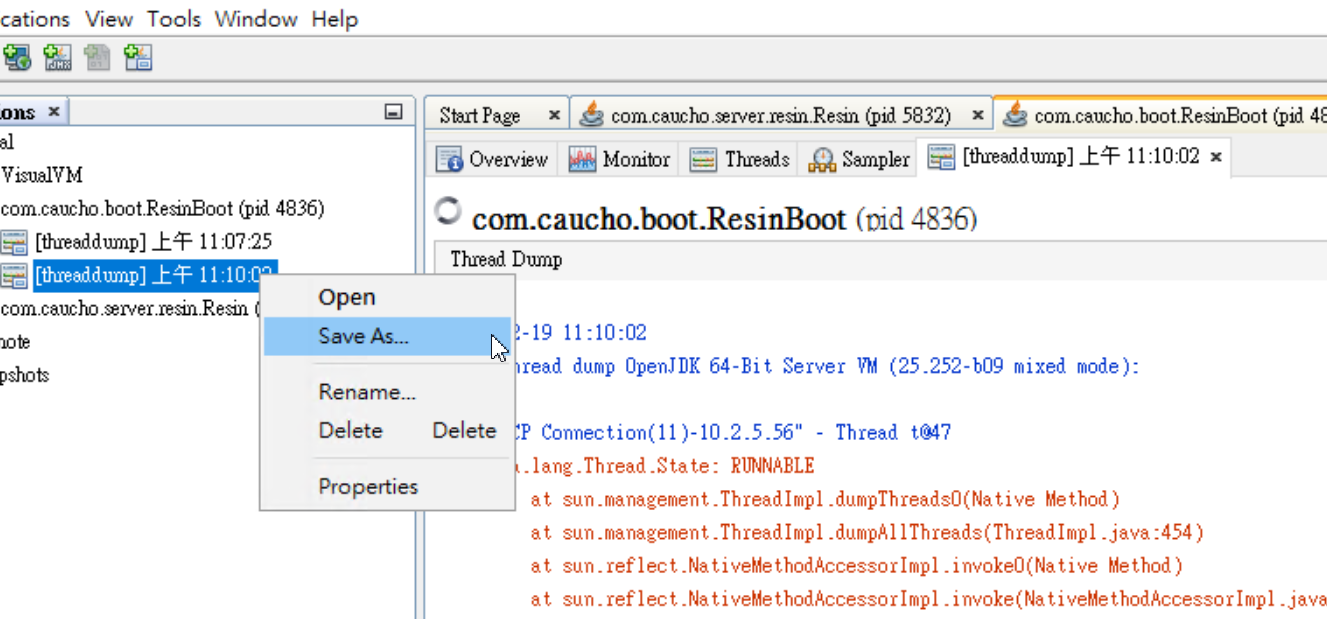 cations View Tools Window Help
ions
Start Page
com.caucho.server.resin.Resin (pid 5832)
com.caucho.boot.ResinBoot (pid 48
al
Overview
Monitor
Threads
Sampler
[threaddump] 上午 11:10:02
VisualVM
com.caucho.boot.ResinBoot (pid 4836)
[threaddump] 上午 11:07:25
[threaddump] 上午 11:10:02
com.caucho.server.resin.Resin (
note
pshots
Open
Save As...
Rename...
Delete Delete
Properties
com.caucho.boot.ResinBoot (pid 4836)
Thread Dump
2-19 11:10:02
hread dump OpenJDK 64-Bit Server VM (25.252-b09 mixed mode):
CP Connection(11)-10.2.5.56" - Thread t@47
a.lang.Thread.State: RUNNABLE
at sun.management.ThreadImpl.dumpThreads0(Native Method)
at sun.management.ThreadImpl.dumpAllThreads(ThreadImpl.java:454)
at sun.reflect.NativeMethodAccessorImpl.invoke0(Native Method)
at sun.reflect.NativeMethodAccessorImpl.invoke(NativeMethodAccessorImpl.java